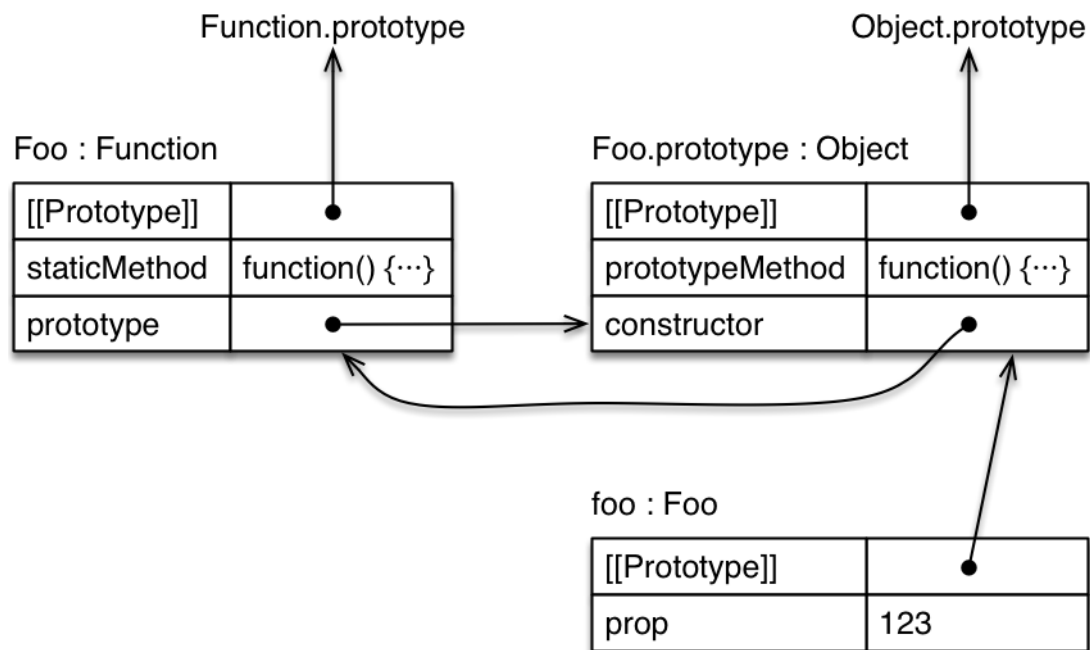 Function.prototype
Object.prototype
Foo : Function
[[Prototype]]
staticMethod function() {···}
prototype
Foo.prototype : Object
[[Prototype]]
prototypeMethod function() {···}
constructor
foo : Foo
[[Prototype]]
prop 123